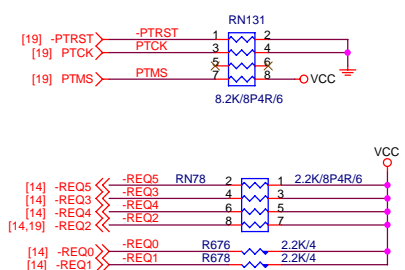 RN131
[19] -PTRST -PTRST 1 2
[19] PTCK PTCK 3 4
5 6
[19] PTMS PTMS 7 8 VCC
8.2K/8P4R/6
VCC
[14] -REQ5 -REQ5 RN78 2 1 2.2K/8P4R/6
[14] -REQ3 -REQ3 4 3
[14] -REQ4 -REQ4 6 5
[14,19] -REQ2 -REQ2 8 7
[14] -REQ0 -REQ0 R676 2.2K/4
[14] -REQ1 -REQ1 R678 2.2K/4